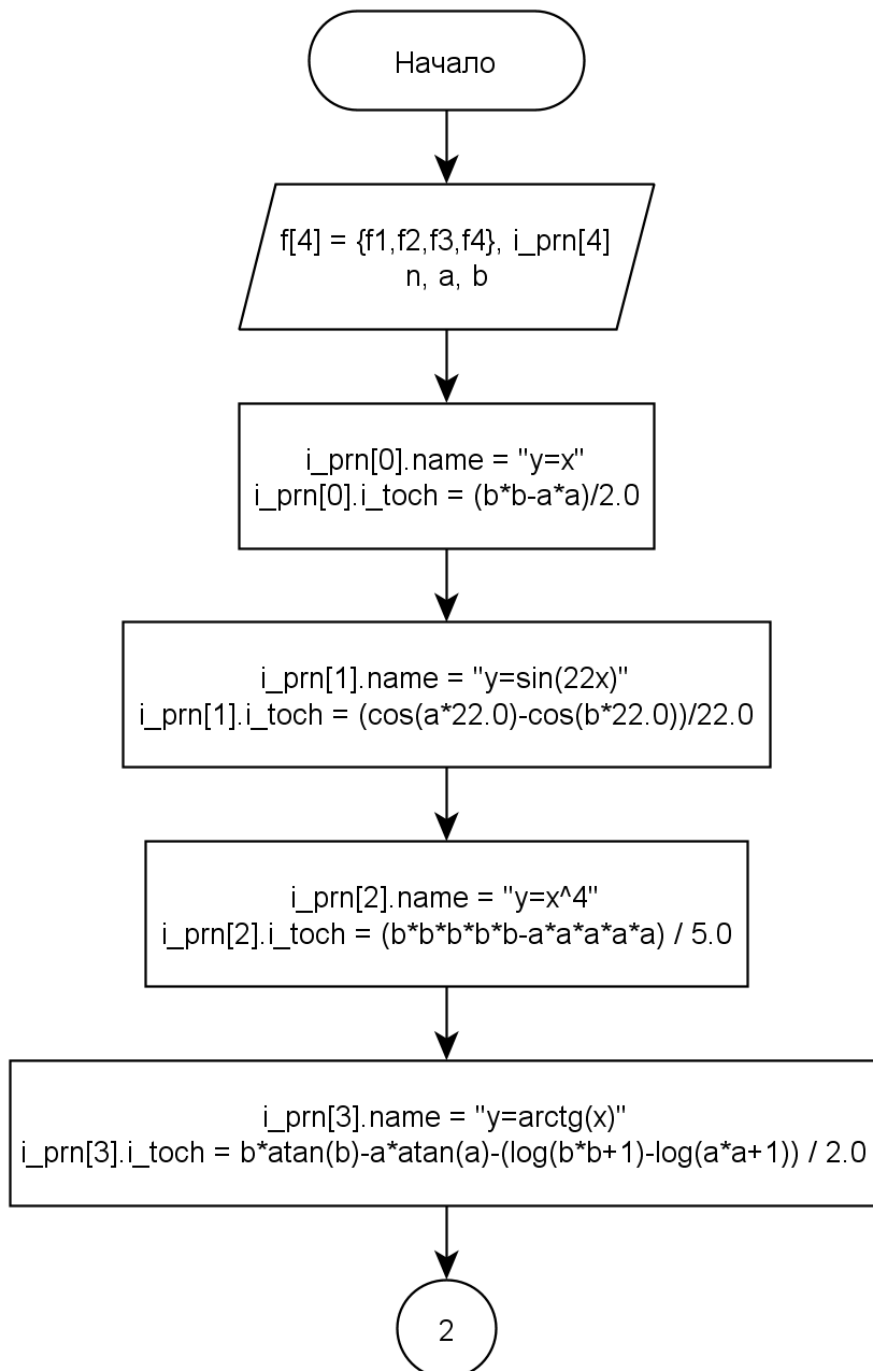 Начало
f[4] = {f1,f2,f3,f4}, i_prn[4]
n, a, b
i_prn[0].name = "y=x"
i_prn[0].i_toch = (b*b-a*a)/2.0
i_prn[1].name = "y=sin(22x)"
i_prn[1].i_toch = (cos(a*22.0)-cos(b*22.0))/22.0
i_prn[2].name = "y=x^4"
i_prn[2].i_toch = (b*b*b*b*b-a*a*a*a*a) / 5.0
i_prn[3].name = "y=arctg(x)"
i_prn[3].i_toch = b*atan(b)-a*atan(a)-(log(b*b+1)-log(a*a+1)) / 2.0
2